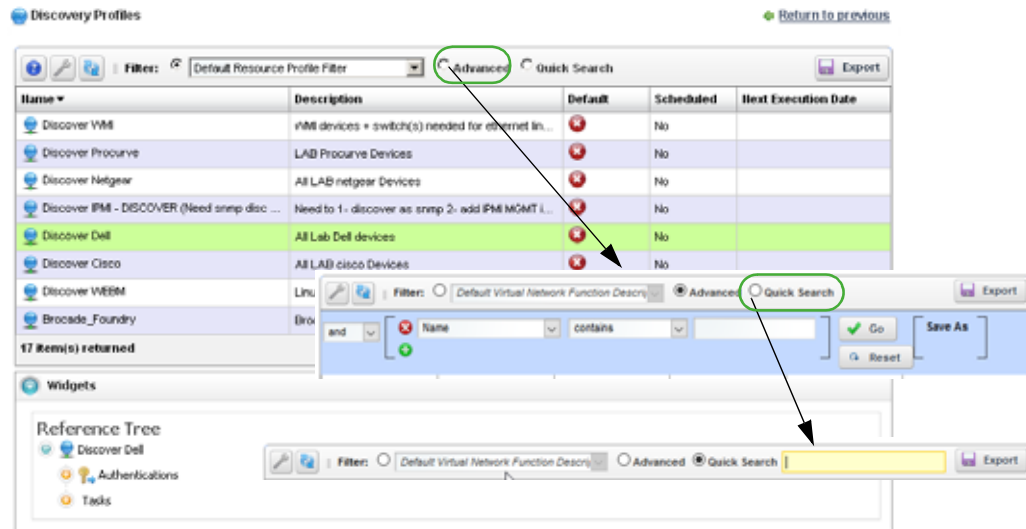 Discovery Profiles
Return to previous
Filter: Default Resource Profile Filter Advanced Quick Search Export
Name Description Default Scheduled Next Execution Date
Discover WMI WMI devices + switch(s) needed for ethernet lin... No
Discover Procurve LAB Procurve Devices No
Discover Netgear All LAB netgear Devices No
Discover IPMI - DISCOVER (Need snmp disc ... Need to 1- discover as snmp 2- add IPMI MGMT i... No
Discover Dell All Lab Dell devices No
Discover Cisco All LAB cisco Devices No
Discover WEBM Linu
Brocade_Foundry Bro
17 item(s) returned
Filter: Default Virtual Network Function Descrip Advanced Quick Search Export
and Name contains Go Save As
Reset
Widgets
Reference Tree
Discover Dell
Authentications
Tasks
Filter: Default Virtual Network Function Descrip Advanced Quick Search Export